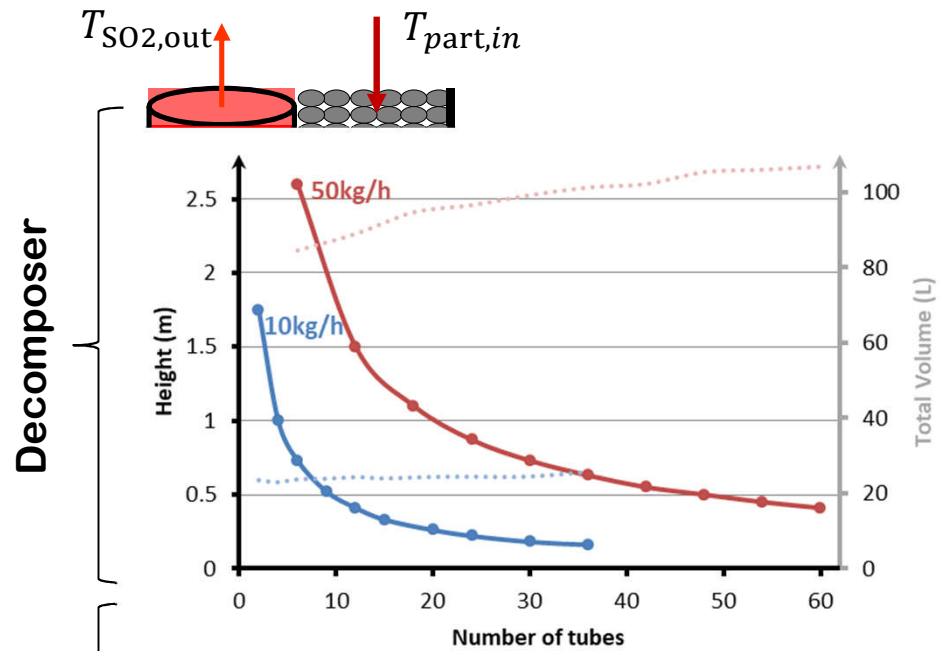 T_SO2,out
T_part,in
Decomposer
Height (m)
2.5
2
1.5
1
0.5
0
50kg/h
10kg/h
100
80
60
40
20
0
Total Volume (L)
0 10 20 30 40 50 60
Number of tubes